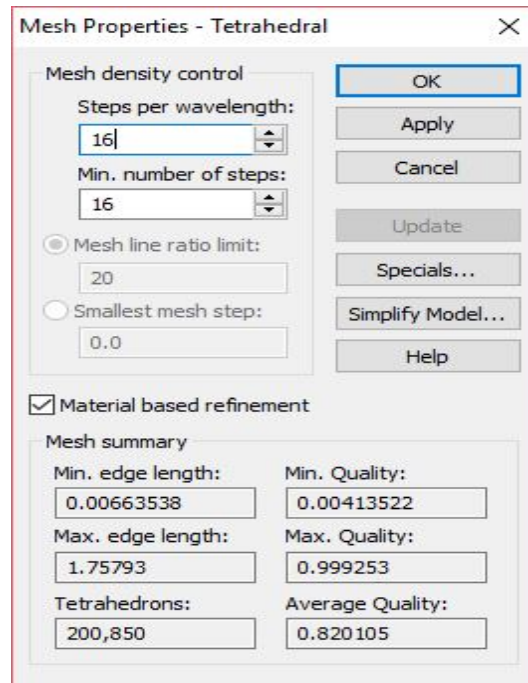 Mesh Properties - Tetrahedral
Mesh density control
Steps per wavelength:
16
Min. number of steps:
16
Mesh line ratio limit:
20
Smallest mesh step:
0.0
OK
Apply
Cancel
Update
Specials...
Simplify Model...
Help
Material based refinement
Mesh summary
Min. edge length: Min. Quality:
0.00663538 0.00413522
Max. edge length: Max. Quality:
1.75793 0.999253
Tetrahedrons: Average Quality:
200,850 0.820105